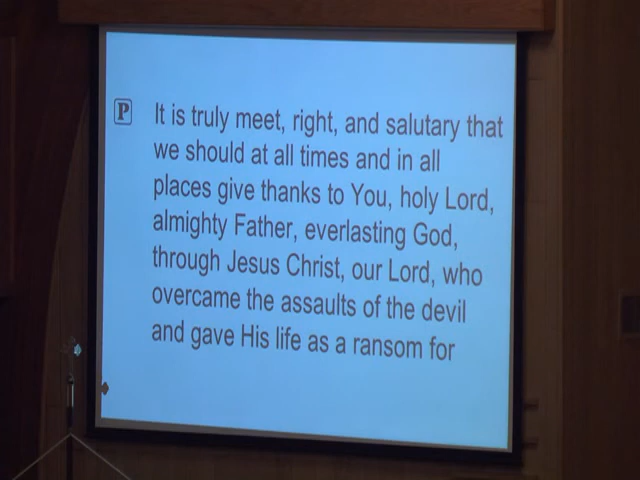 P It is truly meet, right, and salutary that
we should at all times and in all
places give thanks to You, holy Lord,
almighty Father, everlasting God,
through Jesus Christ, our Lord, who
overcame the assaults of the devil
and gave His life as a ransom for